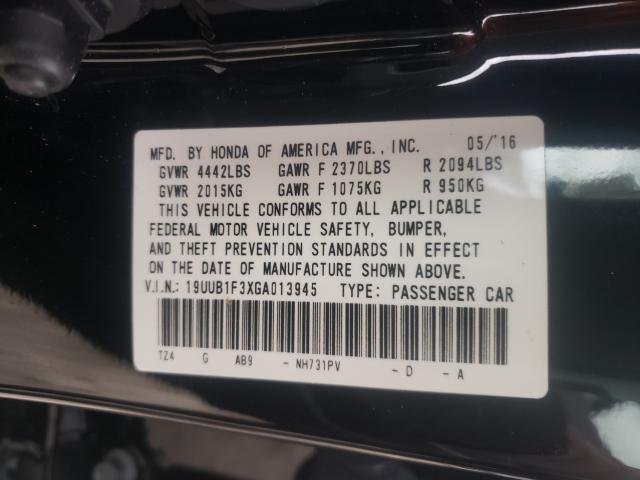 MFD. BY HONDA OF AMERICA MFG., INC. 05/'16
GVWR 4442LBS GAWR F 2370LBS R 2094LBS
GVWR 2015KG GAWR F 1075KG R 950KG
THIS VEHICLE CONFORMS TO ALL APPLICABLE
FEDERAL MOTOR VEHICLE SAFETY, BUMPER,
AND THEFT PREVENTION STANDARDS IN EFFECT
ON THE DATE OF MANUFACTURE SHOWN ABOVE.
V.I.N.: 19UUB1F3XGA013945 TYPE: PASSENGER CAR
TZ4 G AB9 - NH731PV - D - A